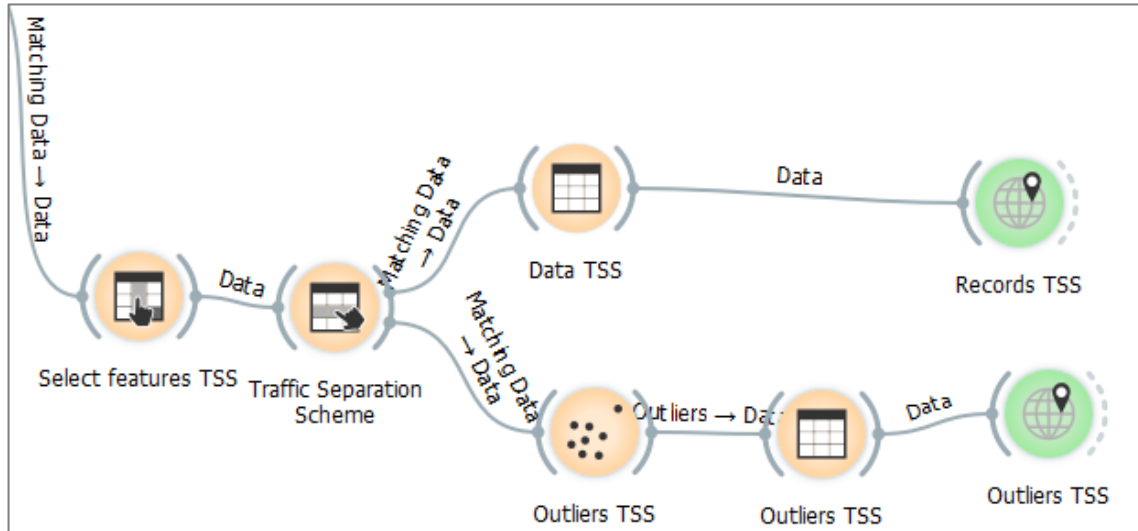 Matching Data → Data
Select features TSS
Data
Traffic Separation
Scheme
Matching Data
→ Data
Data TSS
Data
Records TSS
Matching Data
→ Data
Outliers TSS
Outliers → Data
Outliers TSS
Data
Outliers TSS